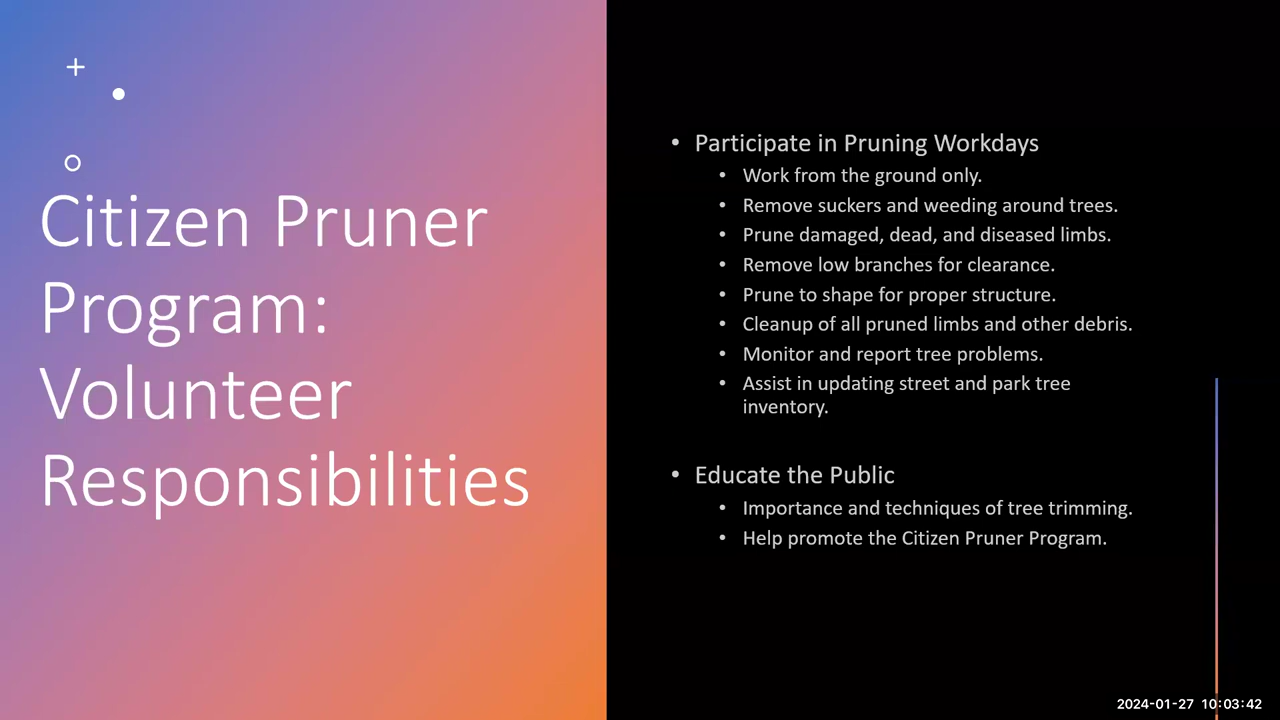 Citizen Pruner
Program:
Volunteer
Responsibilities
• Participate in Pruning Workdays
• Work from the ground only.
• Remove suckers and weeding around trees.
• Prune damaged, dead, and diseased limbs.
• Remove low branches for clearance.
• Prune to shape for proper structure.
• Cleanup of all pruned limbs and other debris.
• Monitor and report tree problems.
• Assist in updating street and park tree
inventory.
• Educate the Public
• Importance and techniques of tree trimming.
• Help promote the Citizen Pruner Program.
2024-01-27 10:03:42